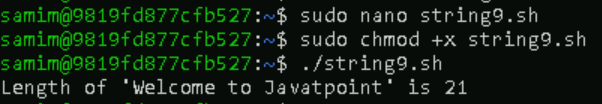 samim@9819fd877cfb527:~$ sudo nano string9.sh
samim@9819fd877cfb527:~$ sudo chmod +x string9.sh
samim@9819fd877cfb527:~$ ./string9.sh
Length of 'Welcome to Javatpoint' is 21